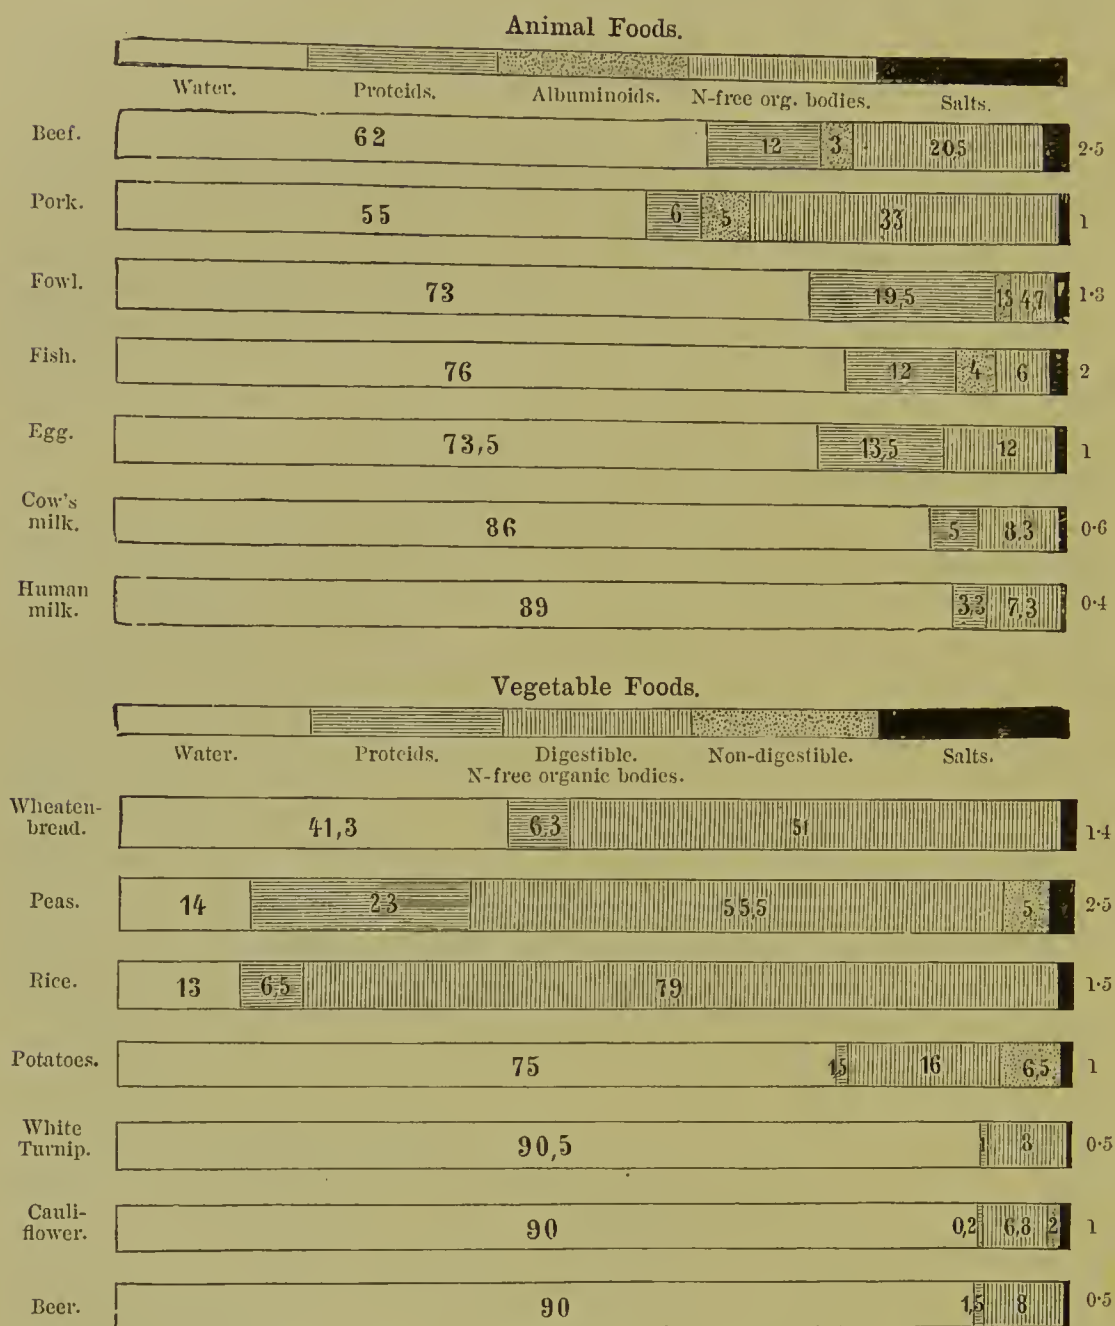 Animal Foods.
Water. Proteids. Albuminoids. N-free org. bodies. Salts.
Beef. 62 12 3 20,5 2·5
Pork. 55 6 5 33 1
Fowl. 73 19,5 1,3 4,7 1·3
Fish. 76 12 4 6 2
Egg. 73,5 13,5 12 1
Cow's
milk. 86 5 8.3 0·6
Human
milk. 89 3,3 7,3 0·4
Vegetable Foods.
Water. Proteids. Digestible. Non-digestible. Salts.
N-free organic bodies.
Wheaten-
bread. 41,3 6,3 51 1·4
Peas. 14 23 55,5 5 2·5
Rice. 13 6,5 79 1·5
Potatoes. 75 15 16 6,5 1
White
Turnip. 90,5 1 8 0·5
Cauli-
flower. 90 0,2 6,8 2 1
Beer. 90 1,5 8 0·5